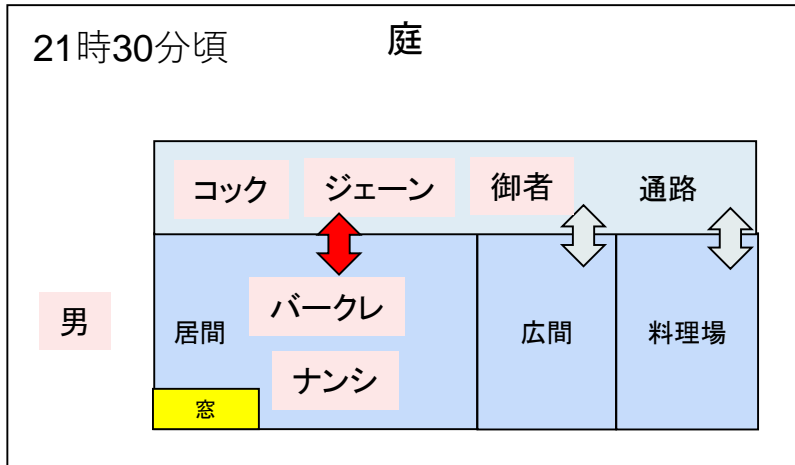 21時30分頃
庭
コック
ジェーン
御者
通路
男
居間
バークレ
ナンシ
窓
広間
料理場